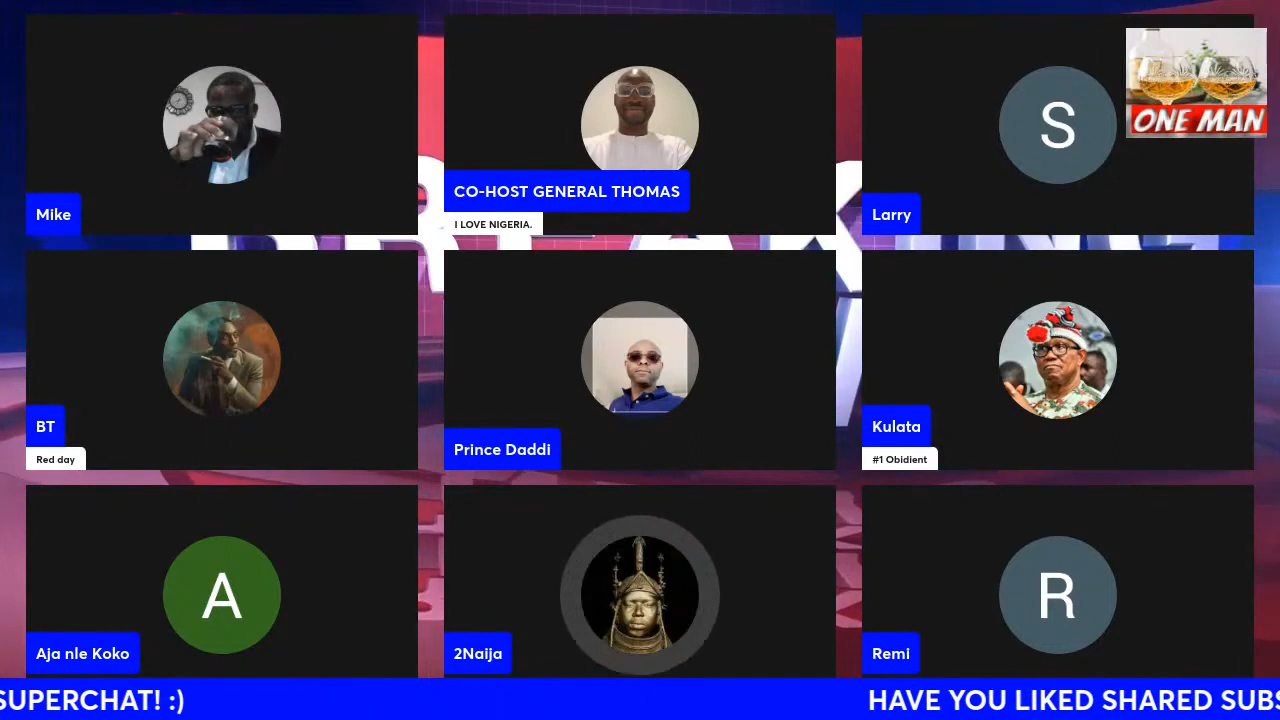 ONE MAN
S
Mike
CO-HOST GENERAL THOMAS
I LOVE NIGERIA.
Larry
BT
Red day
Prince Daddi
Kulata
#1 Obidient
A
R
Aja nle Koko
2Naija
Remi
SUPERCHAT! :)
HAVE YOU LIKED SHARED SUBS